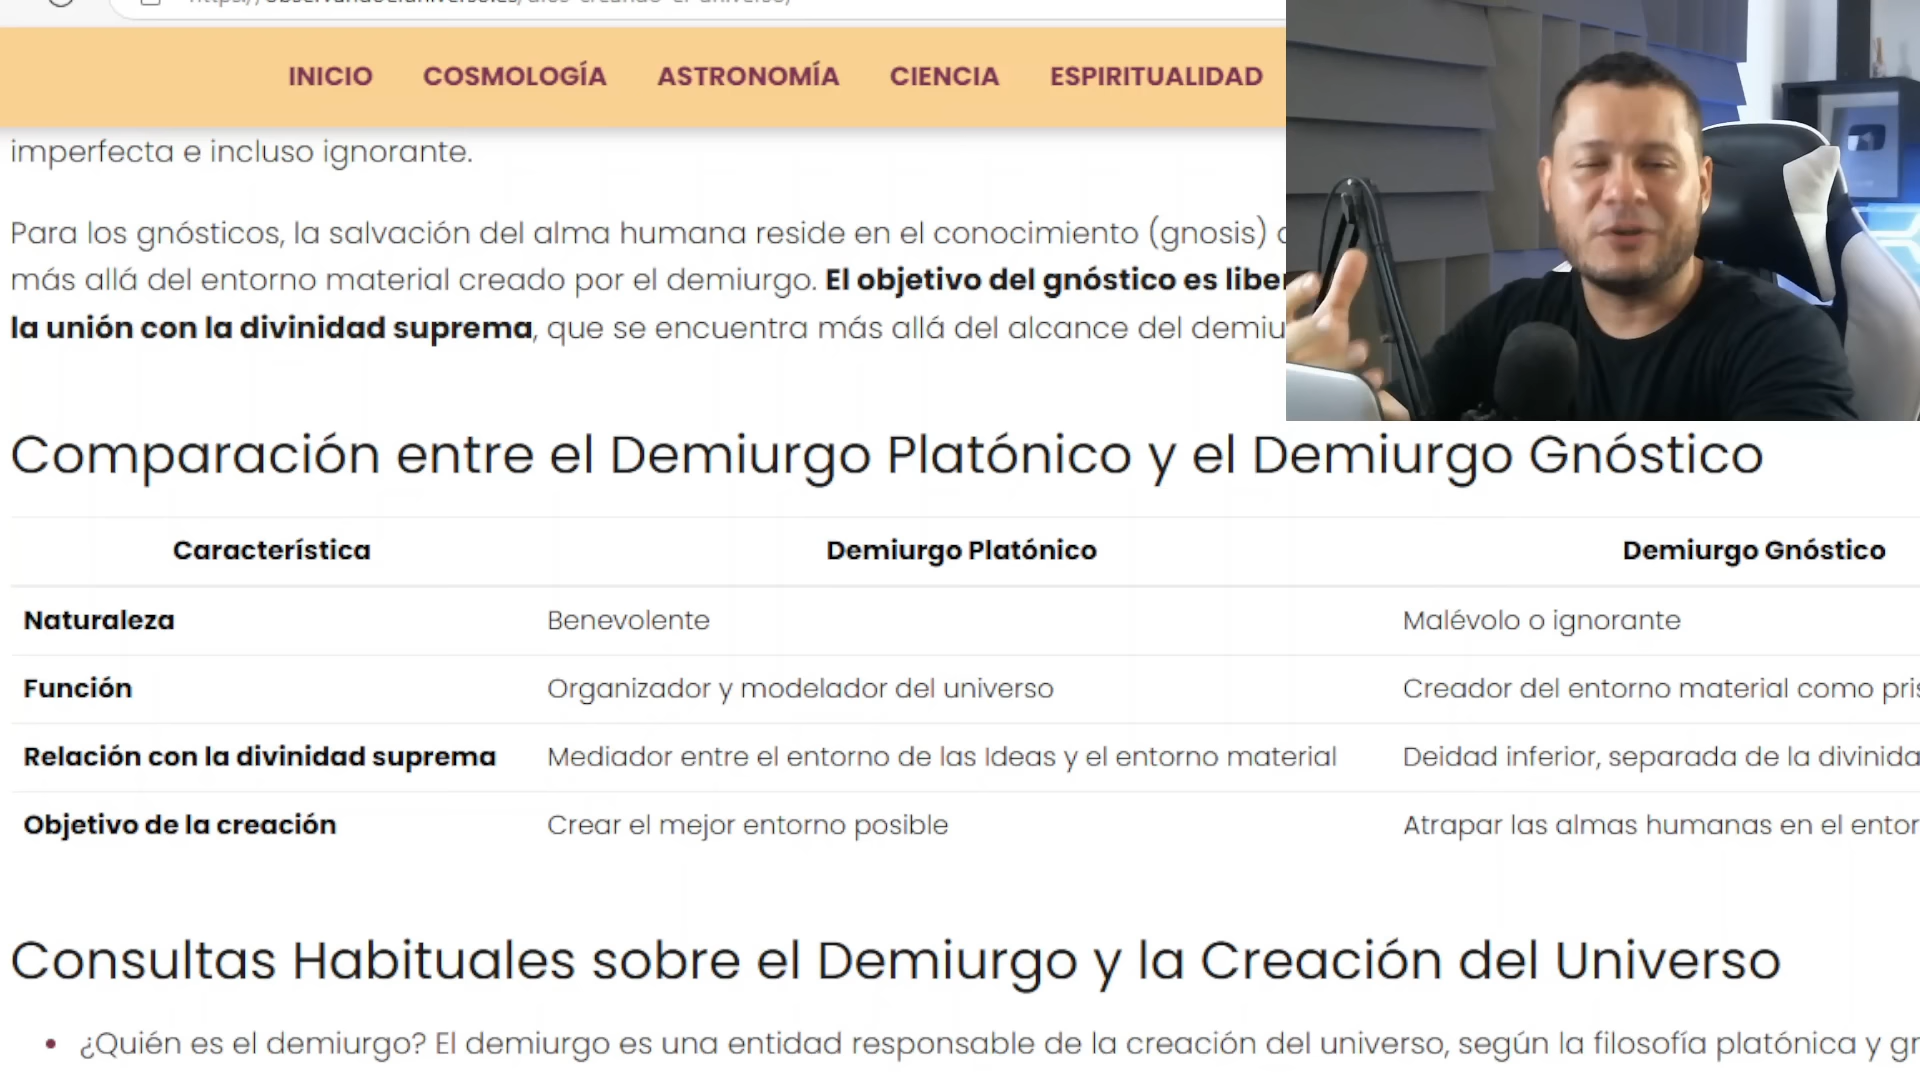 INICIO COSMOLOGÍA ASTRONOMÍA CIENCIA ESPIRITUALIDAD
imperfecta e incluso ignorante.
Para los gnósticos, la salvación del alma humana reside en el conocimiento (gnosis)
más allá del entorno material creado por el demiurgo. El objetivo del gnóstico es
la unión con la divinidad suprema, que se encuentra más allá del alcance del
Comparación entre el Demiurgo Platónico y el Demiurgo Gnóstico
Característica Demiurgo Platónico Demiurgo Gnóstico
Naturaleza Benevolente Malévolo o ignorante
Función Organizador y modelador del universo Creador del entorno material como
Relación con la divinidad suprema Mediador entre el entorno de las Ideas y el entorno material Deidad inferior, separada de la
Objetivo de la creación Crear el mejor entorno posible Atrapar las almas humanas en el
Consultas Habituales sobre el Demiurgo y la Creación del Universo
• ¿Quién es el demiurgo? El demiurgo es una entidad responsable de la creación del universo, según la filosofía platónica y